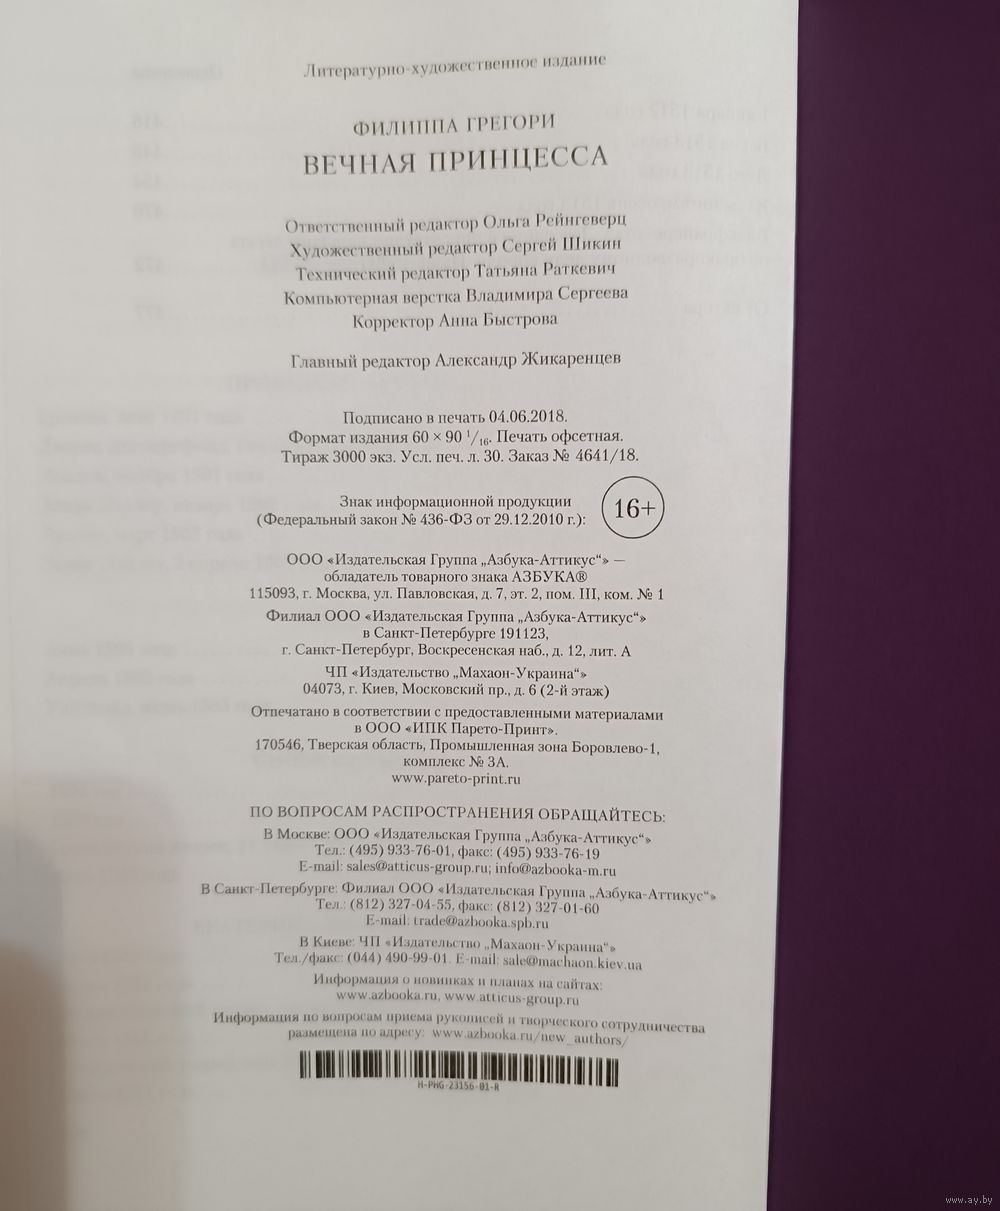 Литературно-художественное издание
ФИЛИППА ГРЕГОРИ
ВЕЧНАЯ ПРИНЦЕССА
Ответственный редактор Ольга Рейнгеверц
Художественный редактор Сергей Шикин
Технический редактор Татьяна Раткевич
Компьютерная верстка Владимира Сергеева
Корректор Анна Быстрова
Главный редактор Александр Жикаренцев
Подписано в печать 04.06.2018.
Формат издания 60 × 90 1/16. Печать офсетная.
Тираж 3000 экз. Усл. печ. л. 30. Заказ № 4641/18.
Знак информационной продукции
(Федеральный закон № 436-ФЗ от 29.12.2010 г.):
16+
ООО «Издательская Группа „Азбука-Аттикус“» —
обладатель товарного знака АЗБУКА®
115093, г. Москва, ул. Павловская, д. 7, эт. 2, пом. III, ком. № 1
Филиал ООО «Издательская Группа „Азбука-Аттикус“»
в Санкт-Петербурге 191123,
г. Санкт-Петербург, Воскресенская наб., д. 12, лит. А
ЧП «Издательство „Махаон-Украина“»
04073, г. Киев, Московский пр., д. 6 (2-й этаж)
Отпечатано в соответствии с предоставленными материалами
в ООО «ИПК Парето-Принт».
170546, Тверская область, Промышленная зона Боровлево-1,
комплекс № 3А.
www.pareto-print.ru
ПО ВОПРОСАМ РАСПРОСТРАНЕНИЯ ОБРАЩАЙТЕСЬ:
В Москве: ООО «Издательская Группа „Азбука-Аттикус“»
Тел.: (495) 933-76-01, факс: (495) 933-76-19
E-mail: sales@atticus-group.ru; info@azbooka-m.ru
В Санкт-Петербурге: Филиал ООО «Издательская Группа „Азбука-Аттикус“»
Тел.: (812) 327-04-55, факс: (812) 327-01-60
E-mail: trade@azbooka.spb.ru
В Киеве: ЧП «Издательство „Махаон-Украина“»
Тел./факс: (044) 490-99-01. E-mail: sale@machaon.kiev.ua
Информация о новинках и планах на сайтах:
www.azbooka.ru, www.atticus-group.ru
Информация по вопросам приема рукописей и творческого сотрудничества
размещена по адресу: www.azbooka.ru/new_authors/
H-PHG-23156-01-R
www.ay.by